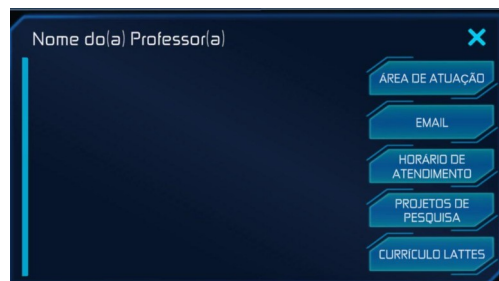 Nome do(a) Professor(a)
ÁREA DE ATUAÇÃO
EMAIL
HORÁRIO DE
ATENDIMENTO
PROJETOS DE
PESQUISA
CURRÍCULO LATTES